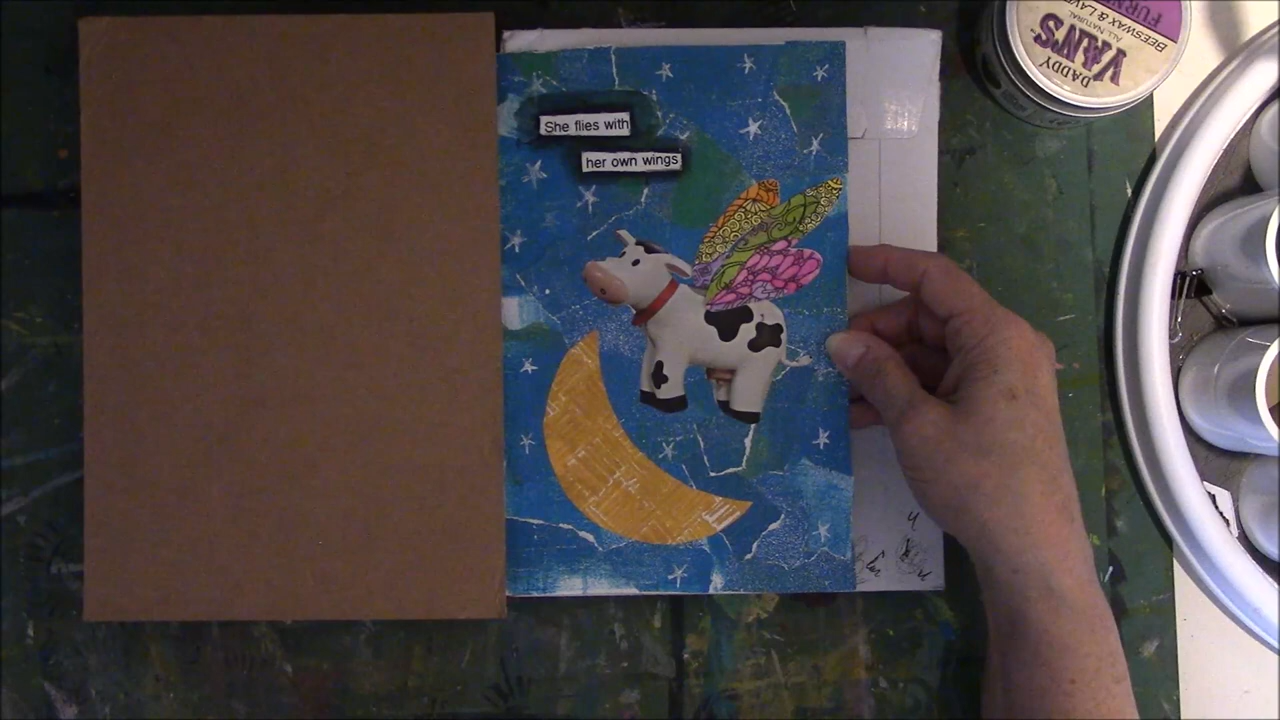 She flies with
her own wings
DADDY
VAN'S
ALL NATURAL
BEESWAX & LAV
FURN